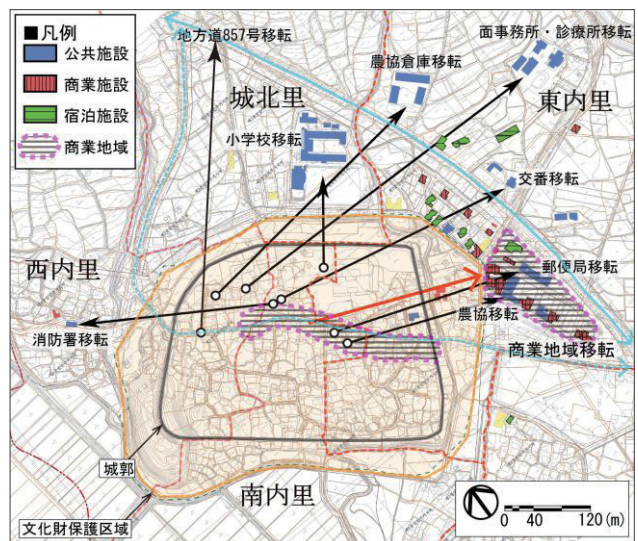 ■凡例
公共施設
商業施設
宿泊施設
商業地域
地方道857号移転
農協倉庫移転
面事務所・診療所移転
城北里
東内里
小学校移転
交番移転
西内里
郵便局移転
消防署移転
農協移転
商業地域移転
城郭
南内里
文化財保護区域
0 40 120(m)